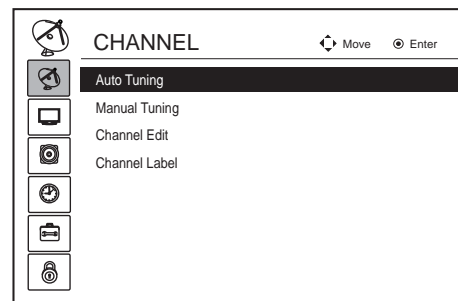 CHANNEL Move Enter
Auto Tuning
Manual Tuning
Channel Edit
Channel Label